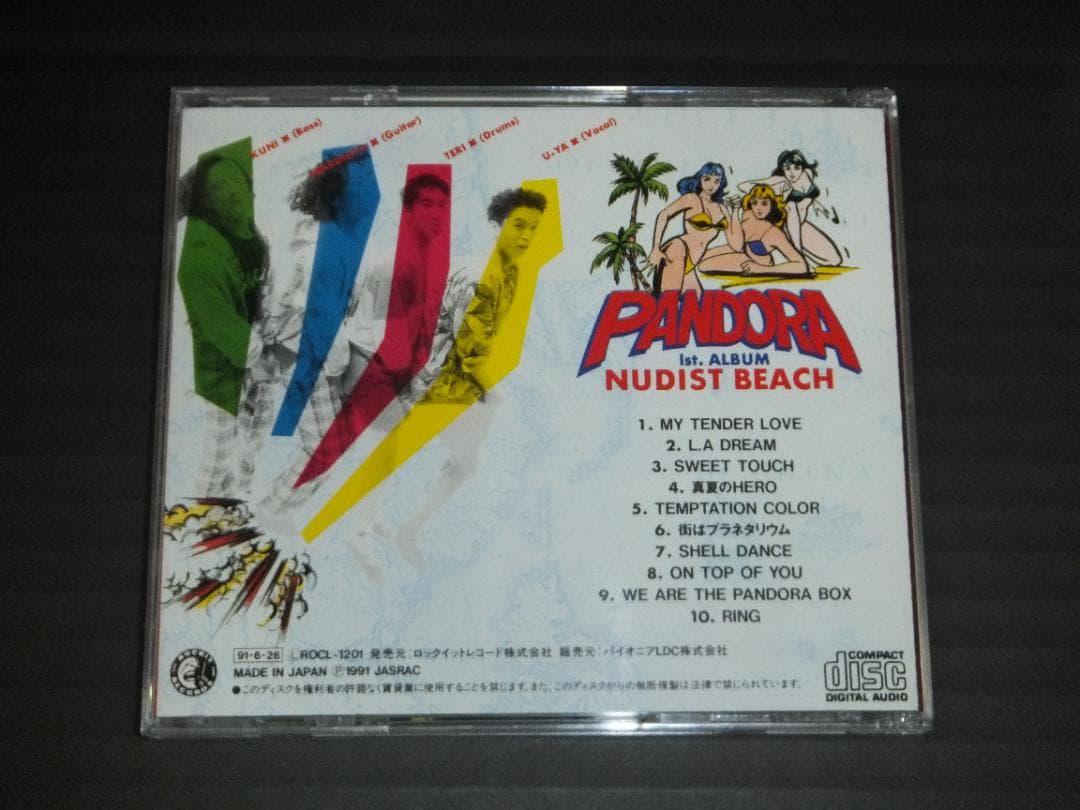 KUNI ※ (Bass)
※ (Guitar)
TERI ※ (Drums)
U-YA ※ (Vocal)
PANDORA
1st. ALBUM
NUDIST BEACH
1. MY TENDER LOVE
2. L.A DREAM
3. SWEET TOUCH
4. 真夏のHERO
5. TEMPTATION COLOR
6. 街はプラネタリウム
7. SHELL DANCE
8. ON TOP OF YOU
9. WE ARE THE PANDORA BOX
10. RING
91-6-26 ROCL-1201 発売元:ロックイットレコード株式会社 販売元:パイオニアLDC株式会社
MADE IN JAPAN Ⓟ1991 JASRAC
●このディスクを権利者の許諾なく賃貸業に使用することを禁じます。また、このディスクからの無断複製は法律で禁じられています。
COMPACT
disc
DIGITAL AUDIO